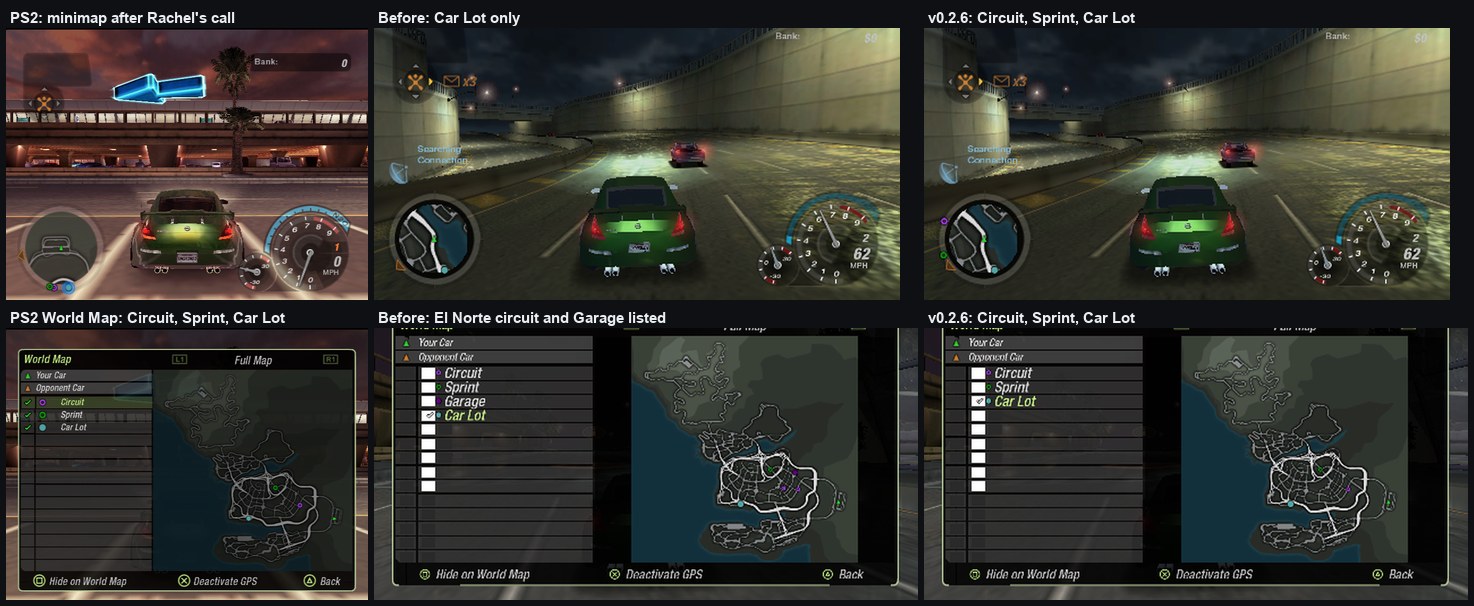 PS2: minimap after Rachel's call
Before: Car Lot only
v0.2.6: Circuit, Sprint, Car Lot
Bank: 0
Bank: $0
Bank: $0
x3
x3
Searching
Connection
Searching
Connection
1
0
MPH
2
62
MPH
2
62
MPH
PS2 World Map: Circuit, Sprint, Car Lot
Before: El Norte circuit and Garage listed
v0.2.6: Circuit, Sprint, Car Lot
World Map
L1
Full Map
R1
Your Car
Opponent Car
Circuit
Sprint
Car Lot
Hide on World Map
Deactivate GPS
Back
World Map
Full Map
Your Car
Opponent Car
Circuit
Sprint
Garage
Car Lot
Hide on World Map
Deactivate GPS
Back
World Map
Full Map
Your Car
Opponent Car
Circuit
Sprint
Car Lot
Hide on World Map
Deactivate GPS
Back